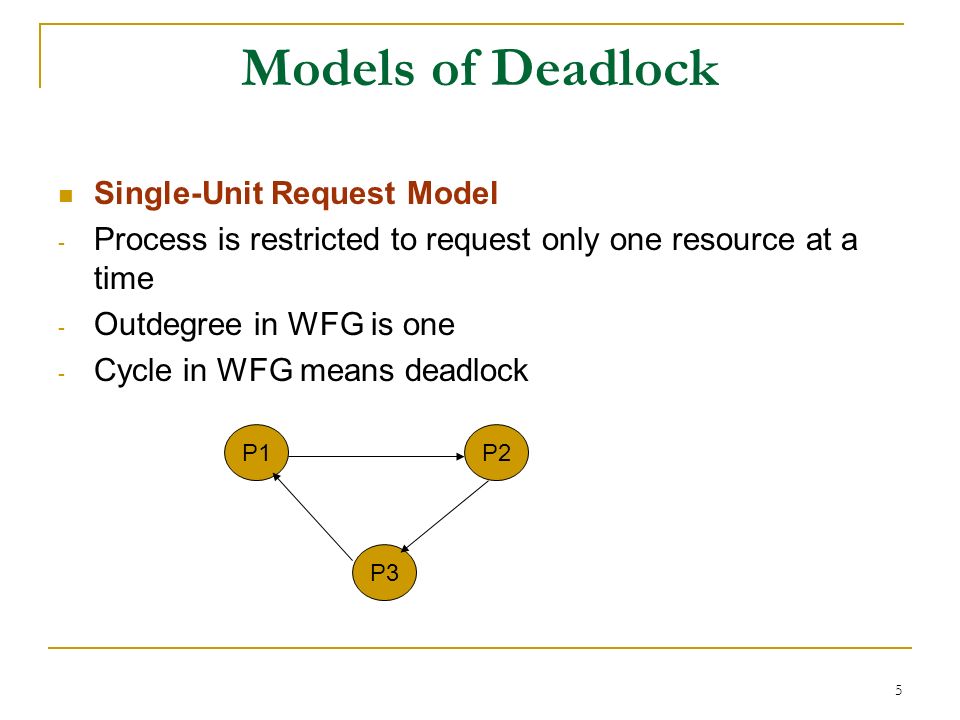 Models of Deadlock
Single-Unit Request Model
- Process is restricted to request only one resource at a
time
- Outdegree in WFG is one
- Cycle in WFG means deadlock
P1
P2
P3
5